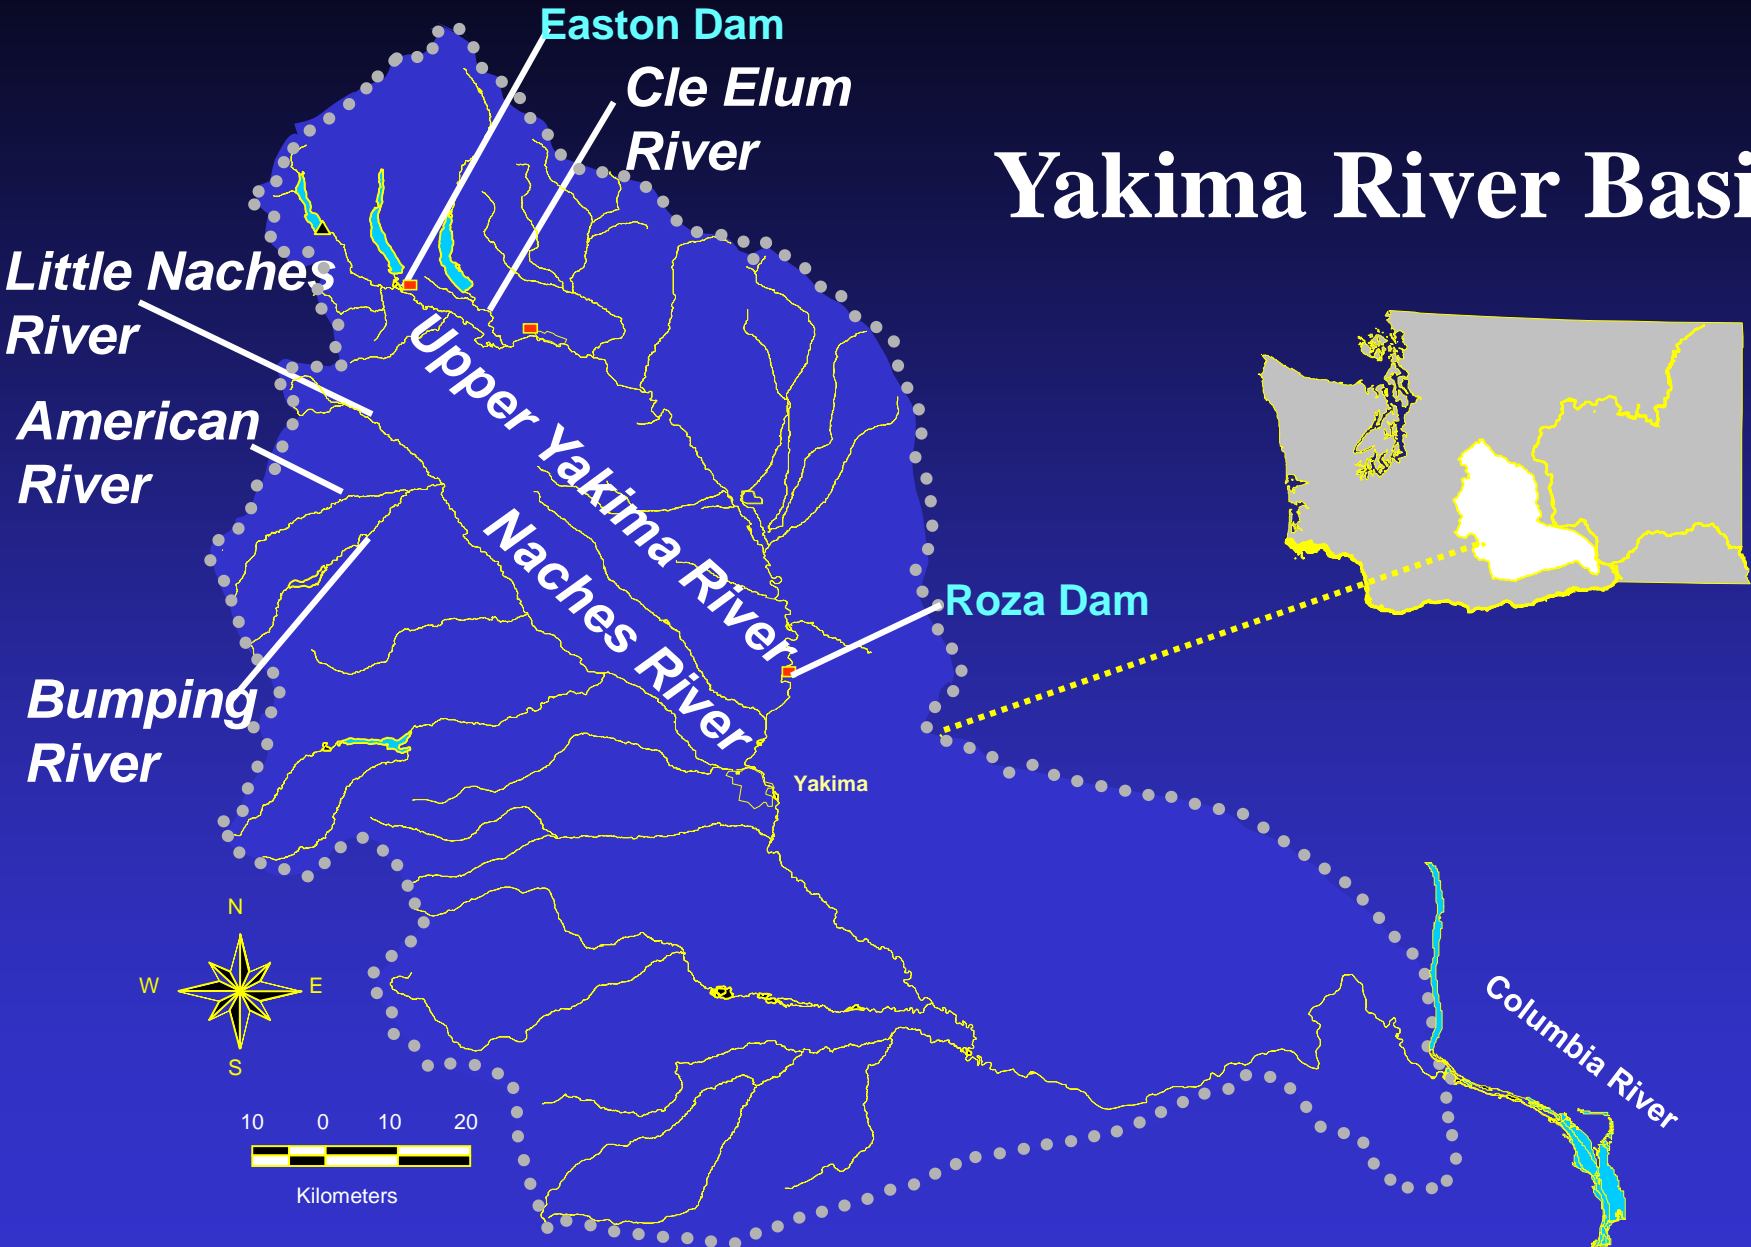 Easton Dam
Cle Elum
River
Yakima River Basi
Little Naches
River
American
River
Upper Yakima River
Naches River
Roza Dam
Bumping
River
Yakima
N
W E
S
Columbia River
10 0 10 20
Kilometers